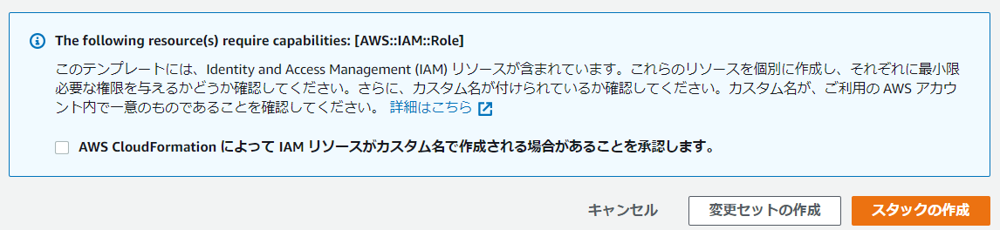 The following resource(s) require capabilities: [AWS::IAM::Role]
このテンプレートには、Identity and Access Management (IAM) リソースが含まれています。これらのリソースを個別に作成し、それぞれに最小限
必要な権限を与えるかどうか確認してください。さらに、カスタム名が付けられているか確認してください。カスタム名が、ご利用の AWS アカウ
ント内で一意のものであることを確認してください。 詳細はこちら
AWS CloudFormation によって IAM リソースがカスタム名で作成される場合があることを承認します。
キャンセル 変更セットの作成 スタックの作成